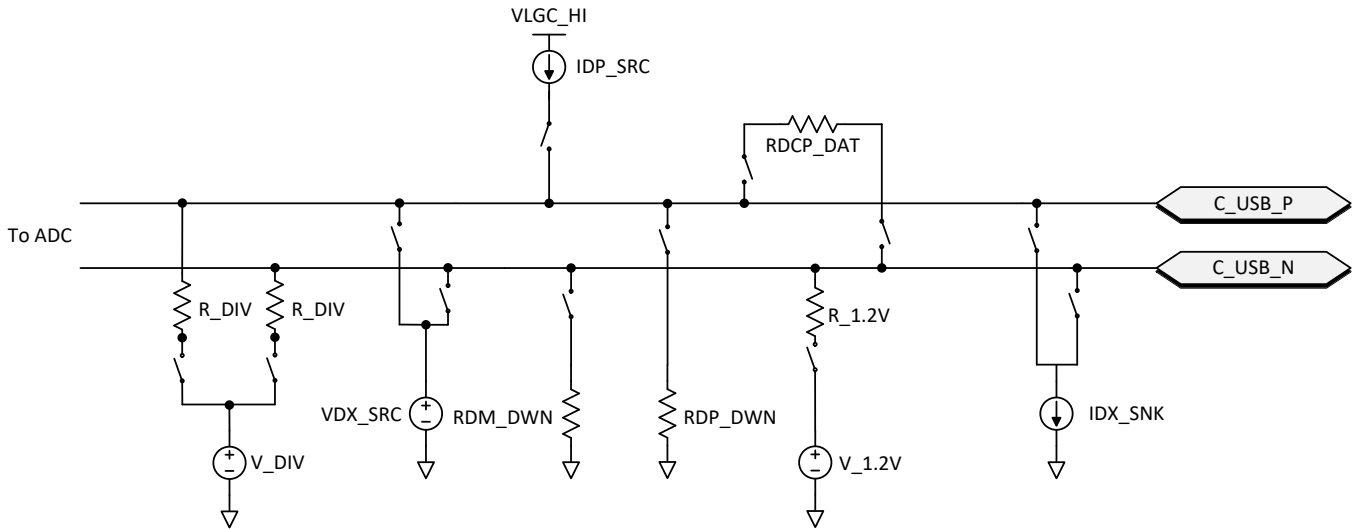 VLGC_HI
IDP_SRC
RDCP_DAT
C_USB_P
To ADC
C_USB_N
R_DIV
R_DIV
R_1.2V
VDX_SRC
RDM_DWN
RDP_DWN
IDX_SNK
V_DIV
V_1.2V